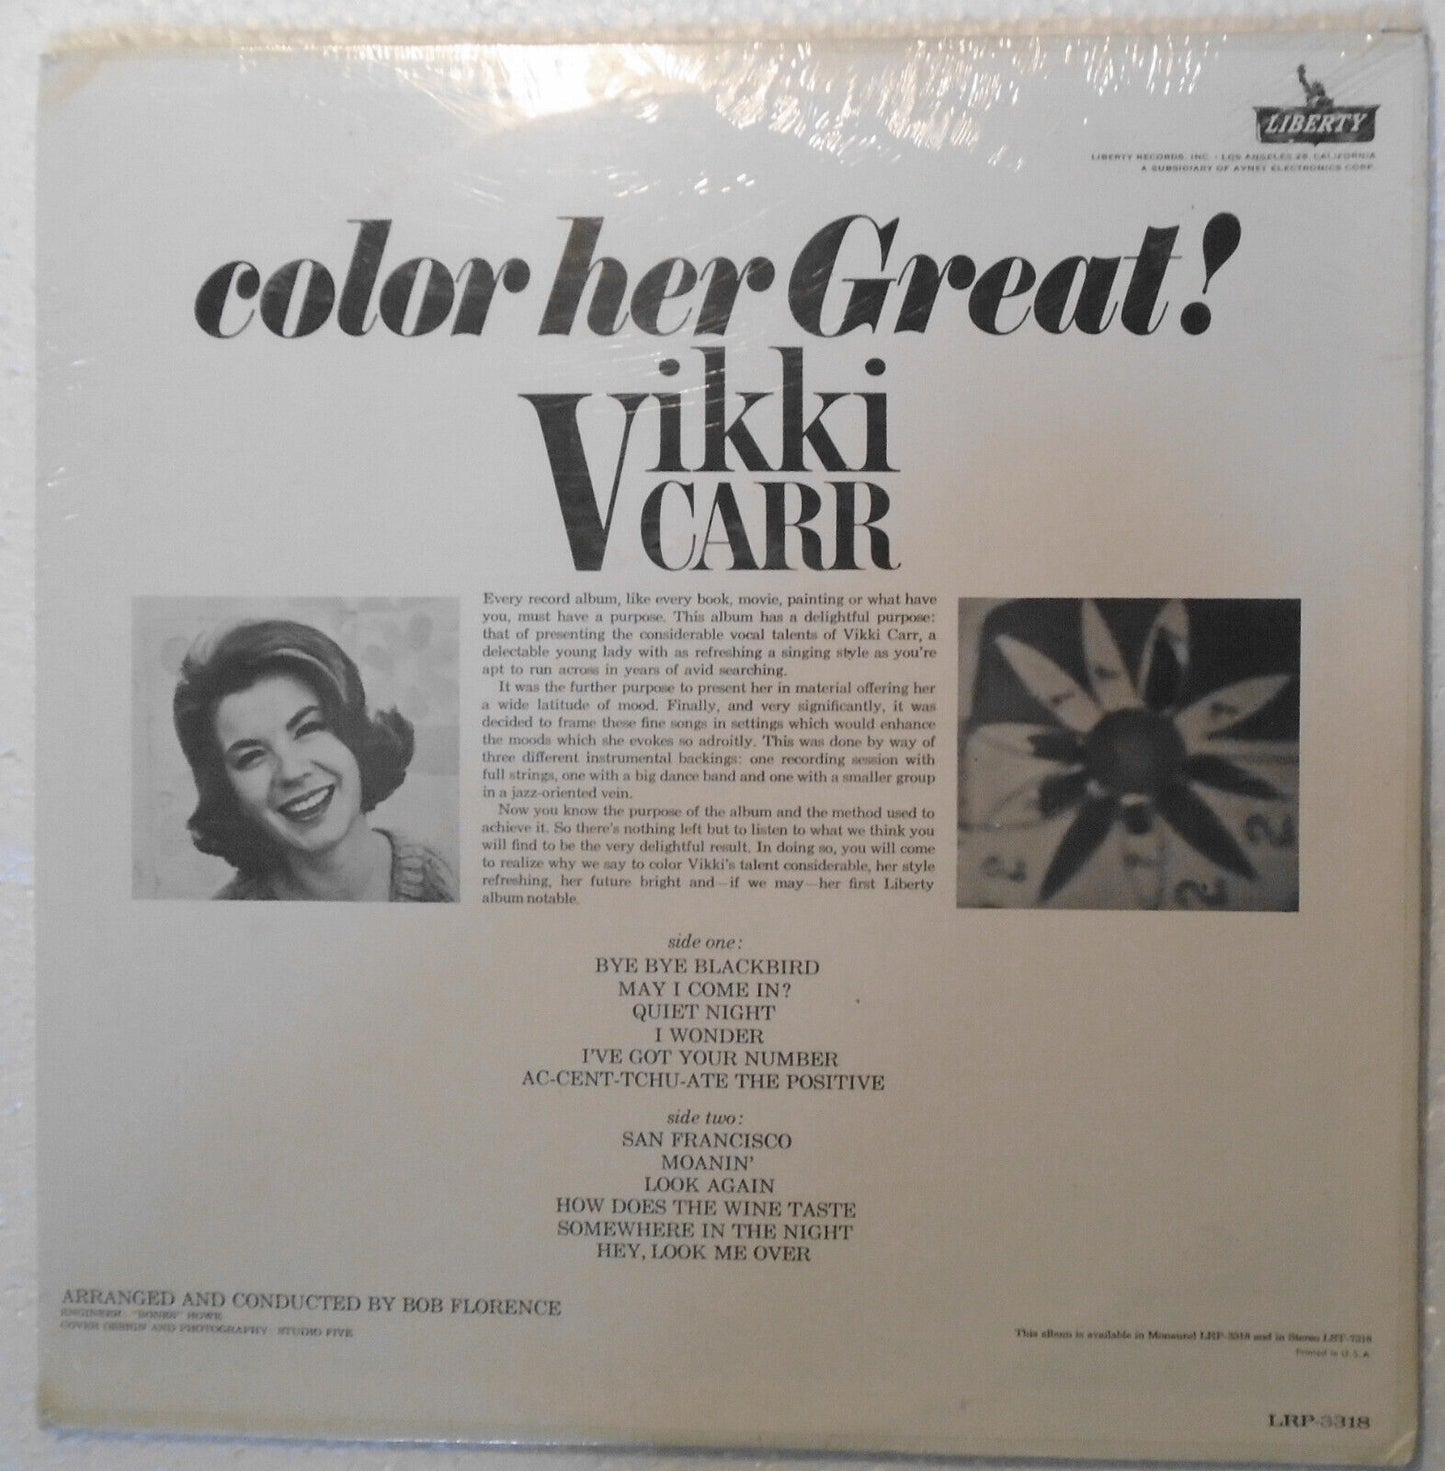 LIBERTY
LIBERTY RECORDS, INC. · LOS ANGELES 28, CALIFORNIA
A SUBSIDIARY OF AVNET ELECTRONICS CORP.
color her Great!
Vikki
CARR
Every record album, like every book, movie, painting or what have
you, must have a purpose. This album has a delightful purpose:
that of presenting the considerable vocal talents of Vikki Carr, a
delectable young lady with as refreshing a singing style as you're
apt to run across in years of avid searching.
It was the further purpose to present her in material offering her
a wide latitude of mood. Finally, and very significantly, it was
decided to frame these fine songs in settings which would enhance
the moods which she evokes so adroitly. This was done by way of
three different instrumental backings: one recording session with
full strings, one with a big dance band and one with a smaller group
in a jazz-oriented vein.
Now you know the purpose of the album and the method used to
achieve it. So there's nothing left but to listen to what we think you
will find to be the very delightful result. In doing so, you will come
to realize why we say to color Vikki's talent considerable, her style
refreshing, her future bright and—if we may—her first Liberty
album notable.
side one:
BYE BYE BLACKBIRD
MAY I COME IN?
QUIET NIGHT
I WONDER
I'VE GOT YOUR NUMBER
AC-CENT-TCHU-ATE THE POSITIVE
side two:
SAN FRANCISCO
MOANIN'
LOOK AGAIN
HOW DOES THE WINE TASTE
SOMEWHERE IN THE NIGHT
HEY, LOOK ME OVER
ARRANGED AND CONDUCTED BY BOB FLORENCE
ENGINEER: "BONES" HOWE
COVER DESIGN AND PHOTOGRAPHY: STUDIO FIVE
This album is available in Monaural LRP-3318 and in Stereo LST-7318
Printed in U.S.A.
LRP-3318